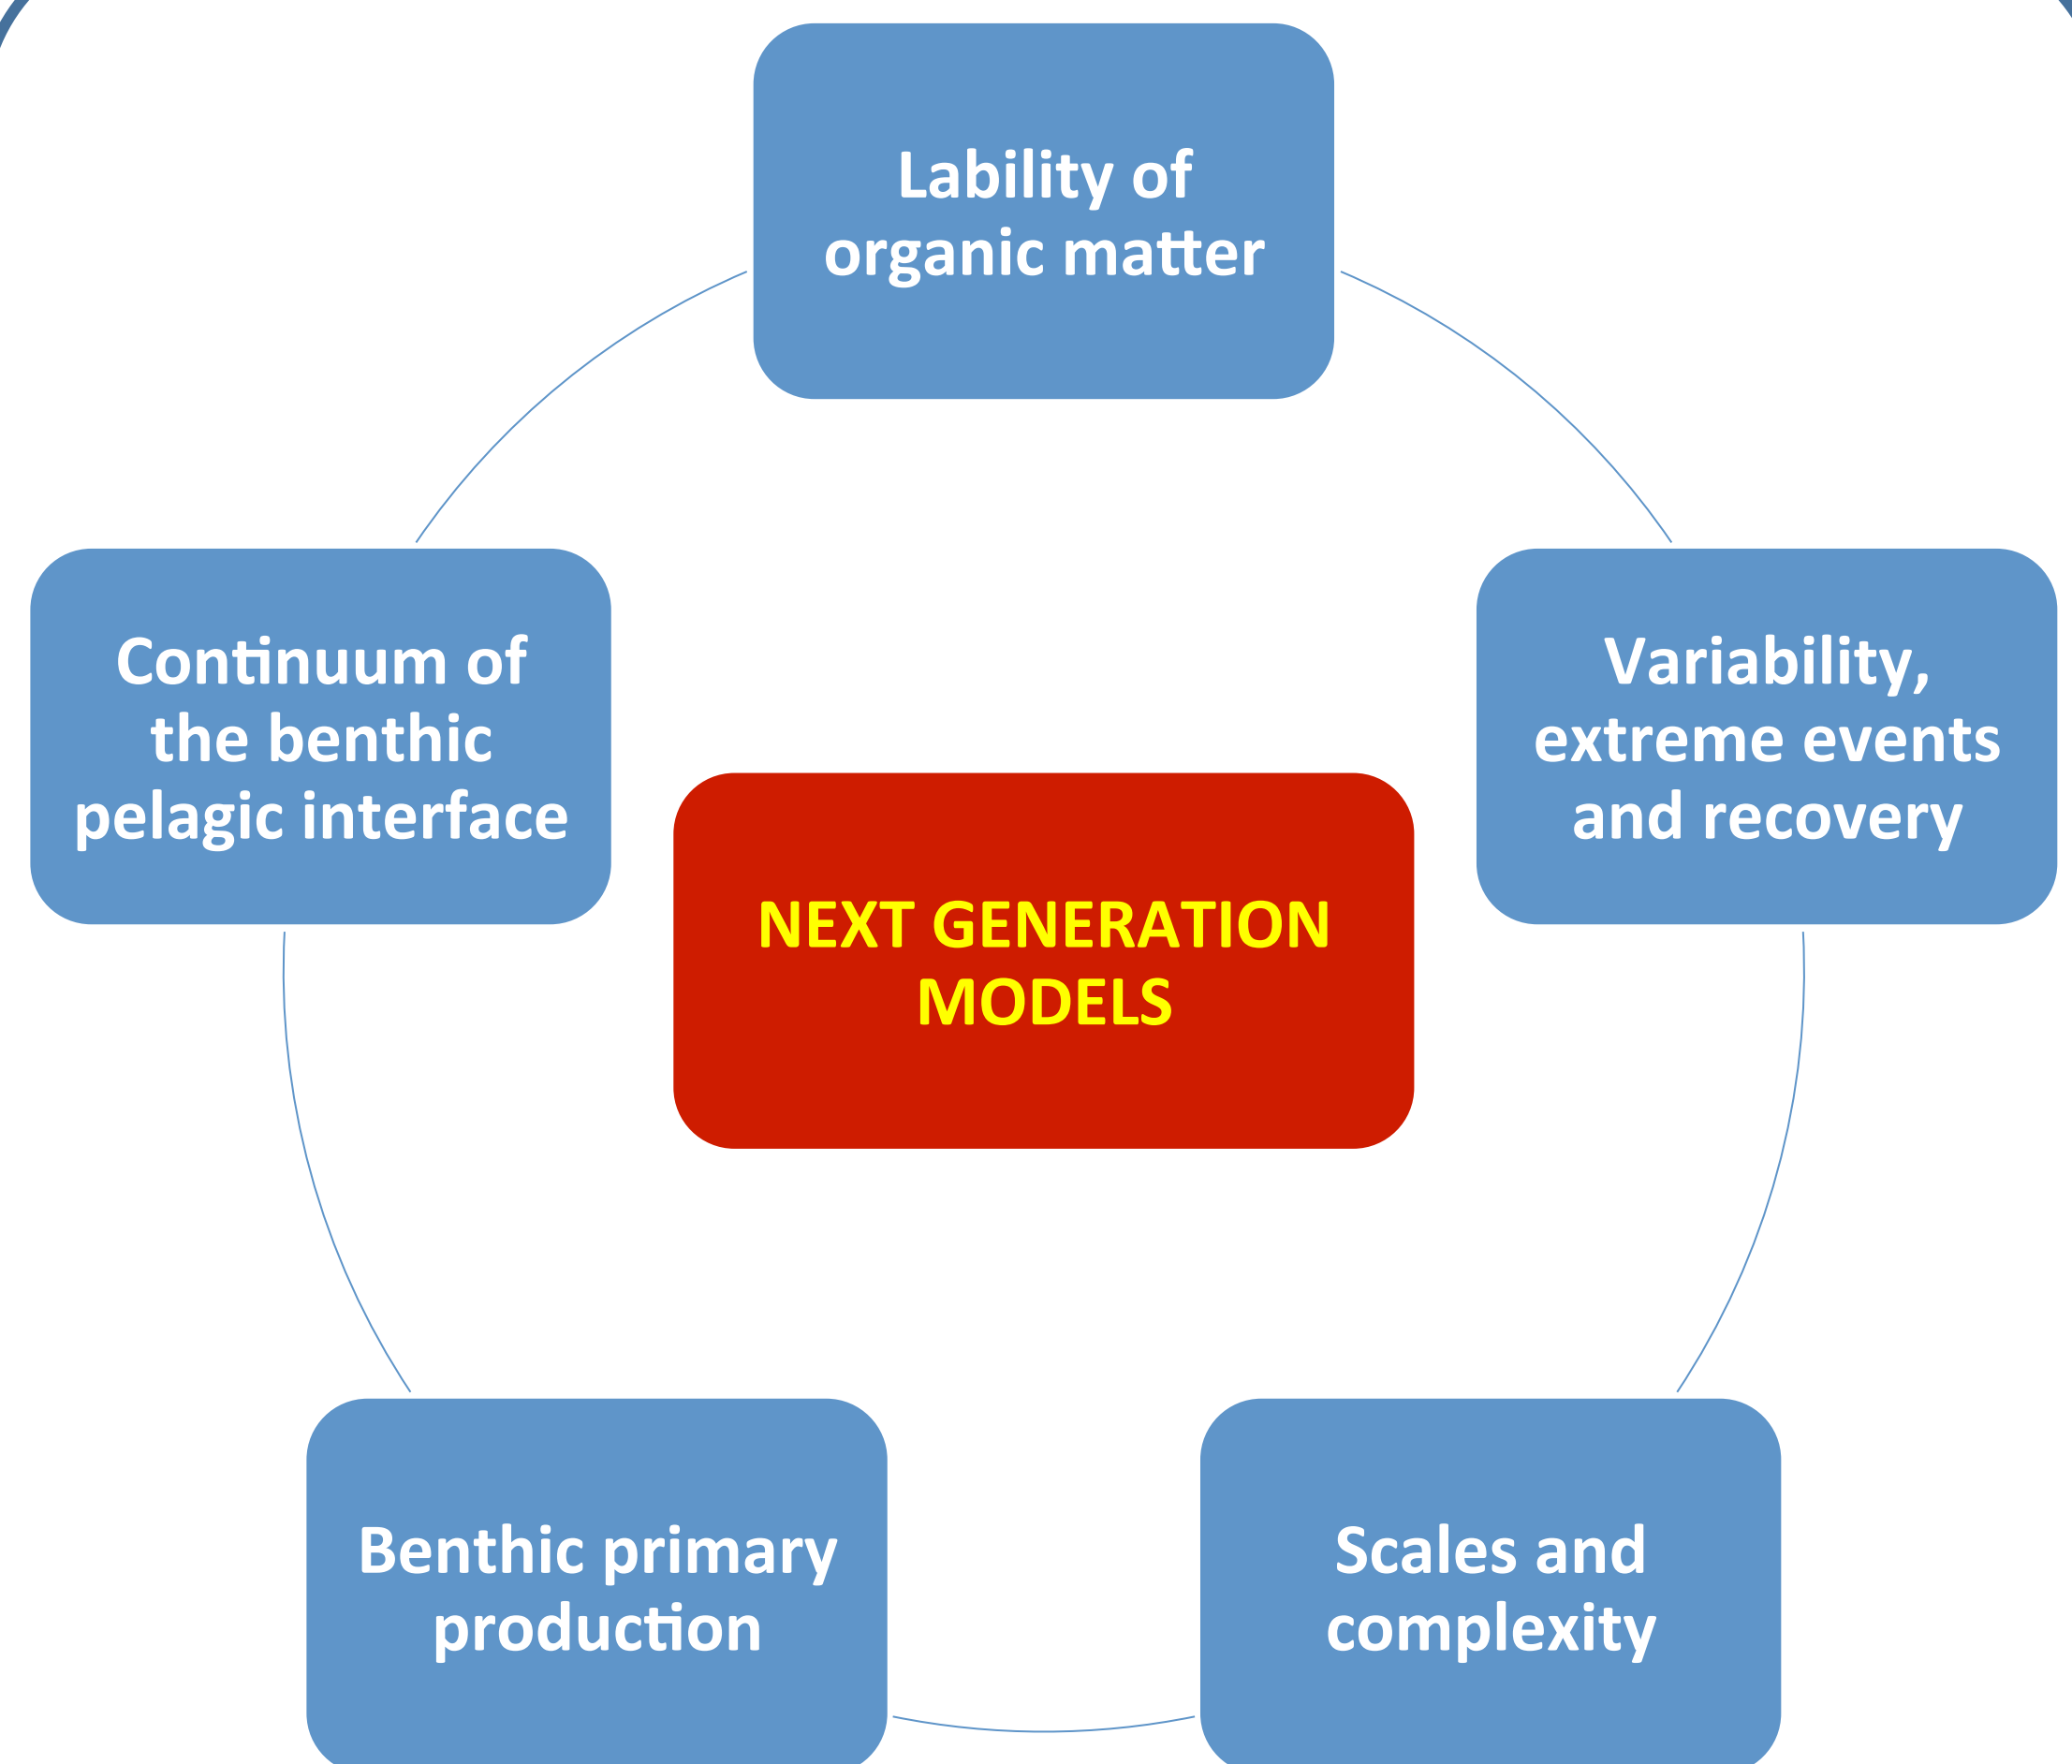 Lability of
organic matter
Continuum of
the benthic
pelagic interface
Variability,
extreme events
and recovery
NEXT GENERATION
MODELS
Benthic primary
production
Scales and
complexity